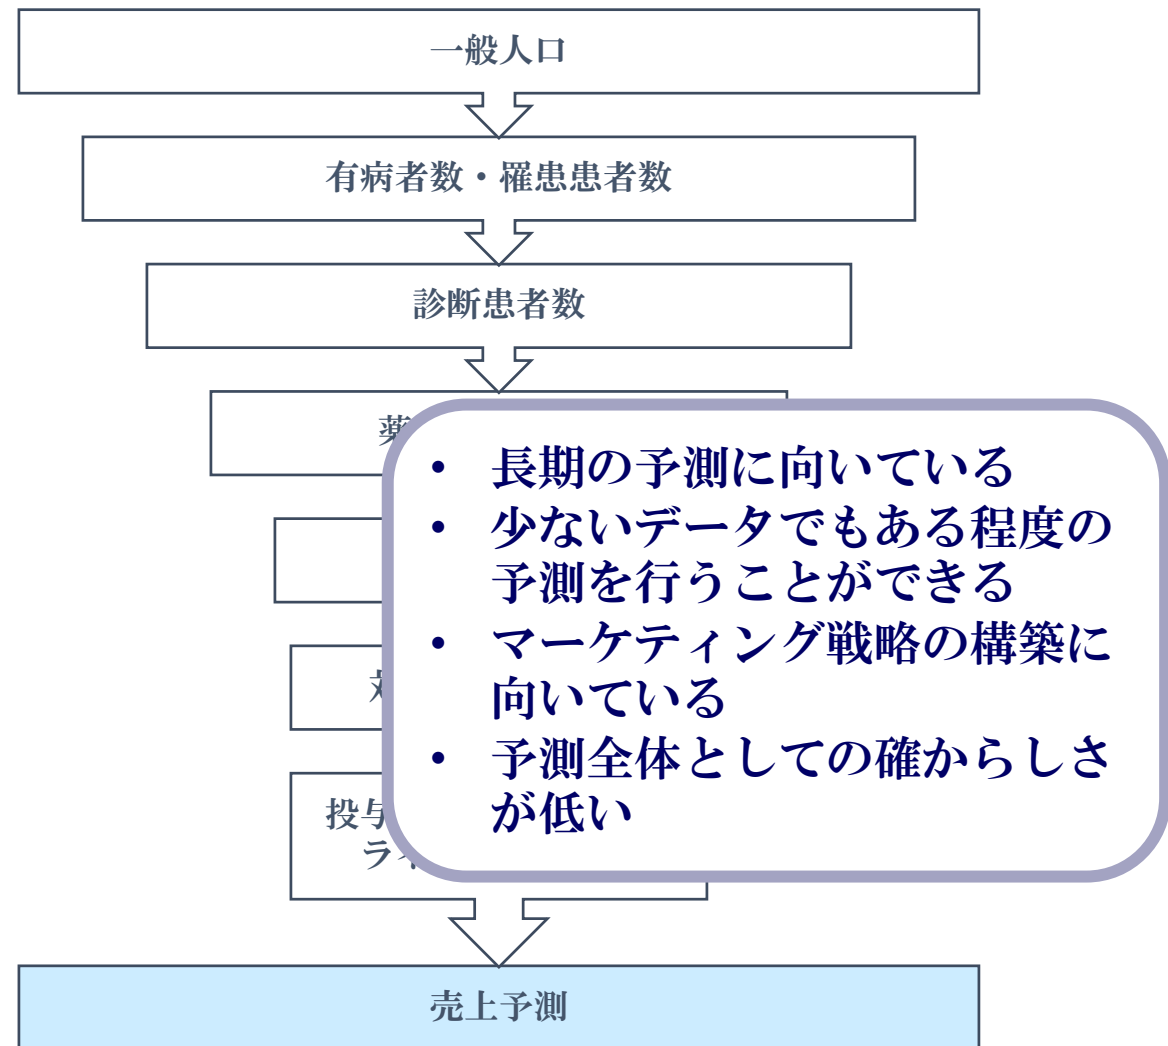 一般人口
有病者数・罹患患者数
診断患者数
薬
• 長期の予測に向いている
• 少ないデータでもある程度の
予測を行うことができる
• マーケティング戦略の構築に
向いている
• 予測全体としての確からしさ
が低い
投与
ラ
売上予測